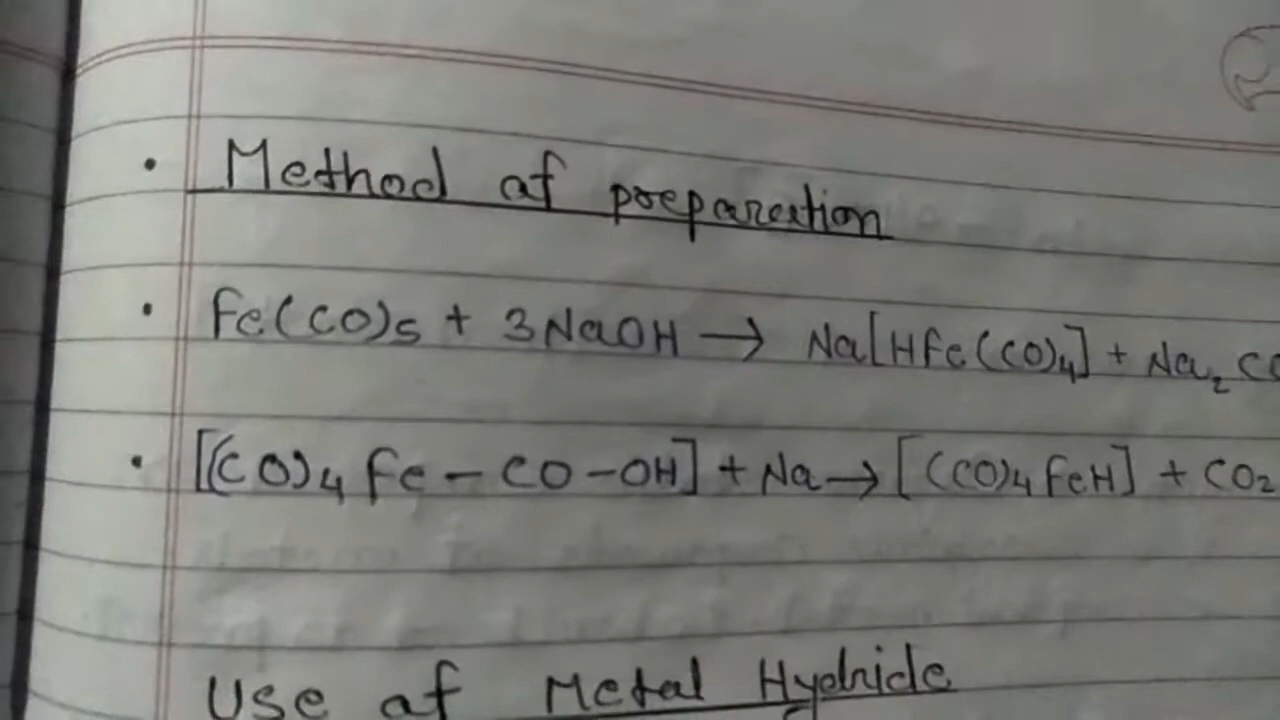 • Method of preparation
• Fe(CO)5 + 3NaOH → Na[HFe(CO)4] + Na2 CO
• [(CO)4 Fe – CO – OH] + Na → [(CO)4 FeH] + CO2
Use of Metal Hydride